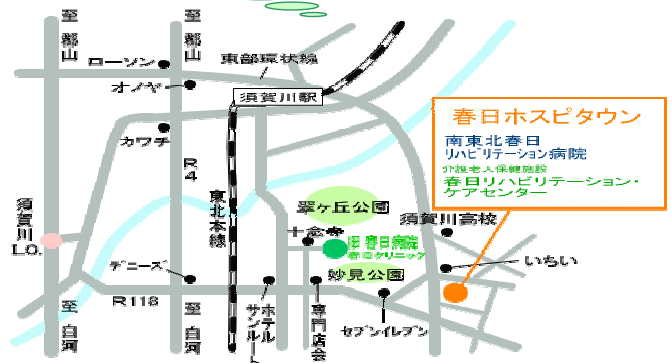 至 郡山
至 郡山
ローソン
オノヤ
東部環状線
須賀川駅
カワチ
R4
東北本線
春日ホスピタウン
南東北春日
リハビリテーション病院
介護老人保健施設
春日リハビリテーション・
ケアセンター
翠ヶ丘公園
須賀川高校
十念寺
旧 春日病院
春日クリニック
須賀川
I.C.
デニーズ
妙見公園
いちい
R118
至 白河
至 白河
ホテル
サンルート
専門店会
セブンイレブン